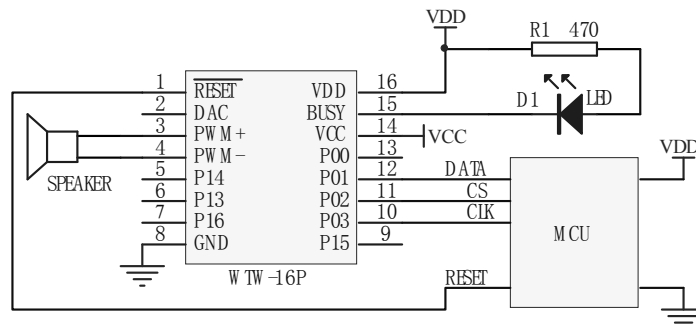 VDD
R1 470
1 RESET VDD 16
2 DAC BUSY 15
D1 LED
3 PWM+ VCC 14 VCC
4 PWM- P00 13
VDD
SPEAKER
5 P14 P01 12 DATA
6 P13 P02 11 CS
7 P16 P03 10 CLK
MCU
8 GND P15 9
WTW-16P
RESET